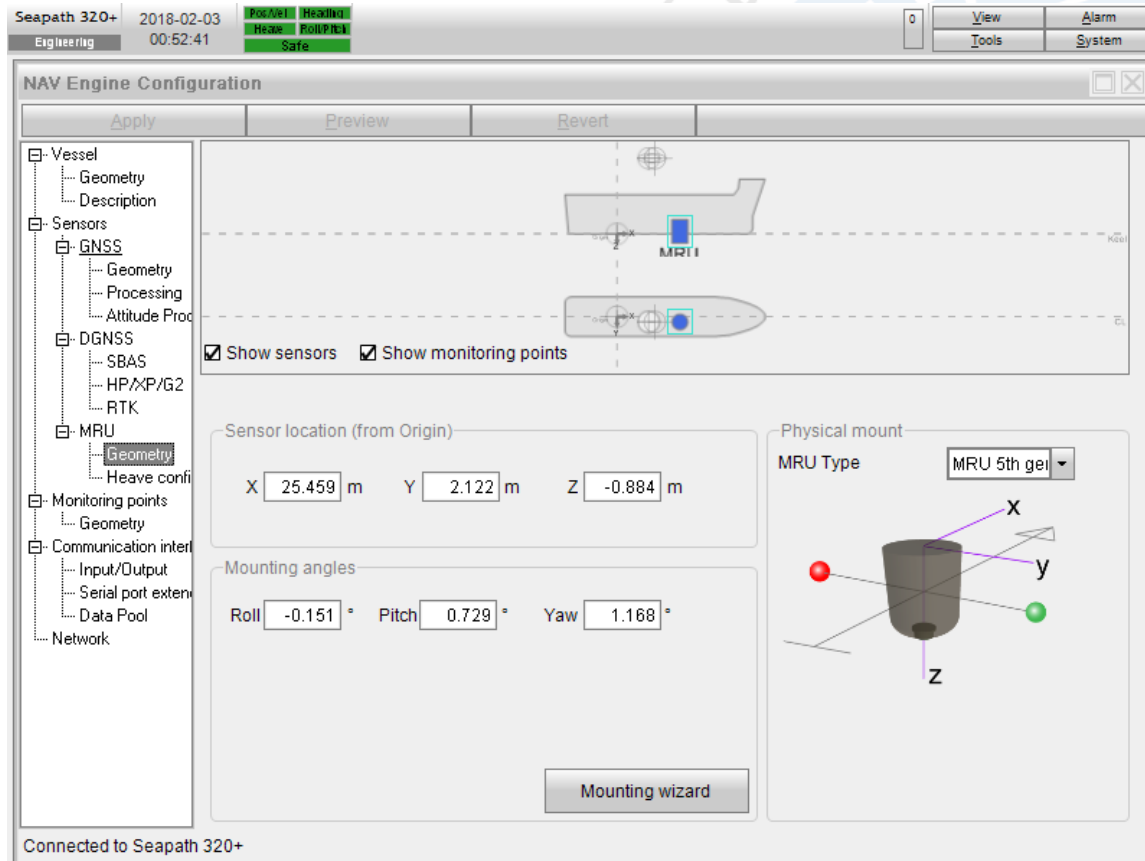 Seapath 320+
Engineering
2018-02-03
00:52:41
Pos/Vel Heading
Heave Roll/Pitch
Safe
0
View Alarm
Tools System
NAV Engine Configuration
Apply Preview Revert
Vessel
Geometry
Description
Sensors
GNSS
Geometry
Processing
Attitude Proc
DGNSS
SBAS
HP/XP/G2
RTK
MRU
Geometry
Heave confi
Monitoring points
Geometry
Communication interf
Input/Output
Serial port exten
Data Pool
Network
X
Z
MRU
Keel
X
Y
CL
Show sensors Show monitoring points
Sensor location (from Origin)
X 25.459 m Y 2.122 m Z -0.884 m
Mounting angles
Roll -0.151 ° Pitch 0.729 ° Yaw 1.168 °
Mounting wizard
Physical mount
MRU Type MRU 5th ge
x
y
z
Connected to Seapath 320+